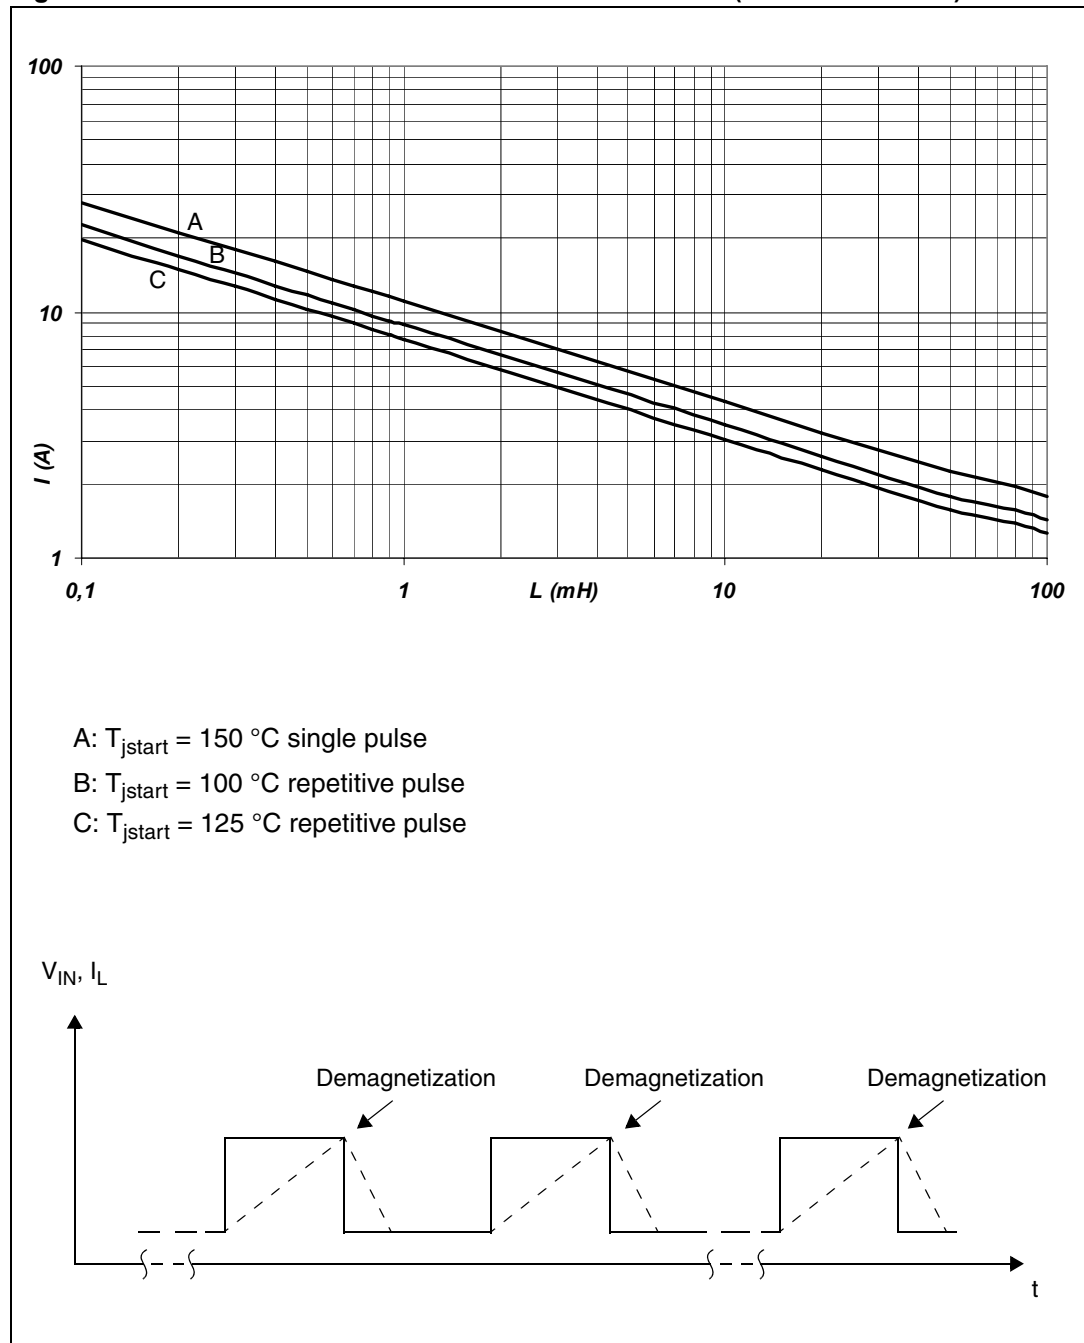 100
A
B
C
10
I (A)
1
0,1 1 L (mH) 10 100
A: Tjstart = 150 °C single pulse
B: Tjstart = 100 °C repetitive pulse
C: Tjstart = 125 °C repetitive pulse
VIN, IL
Demagnetization Demagnetization Demagnetization
t